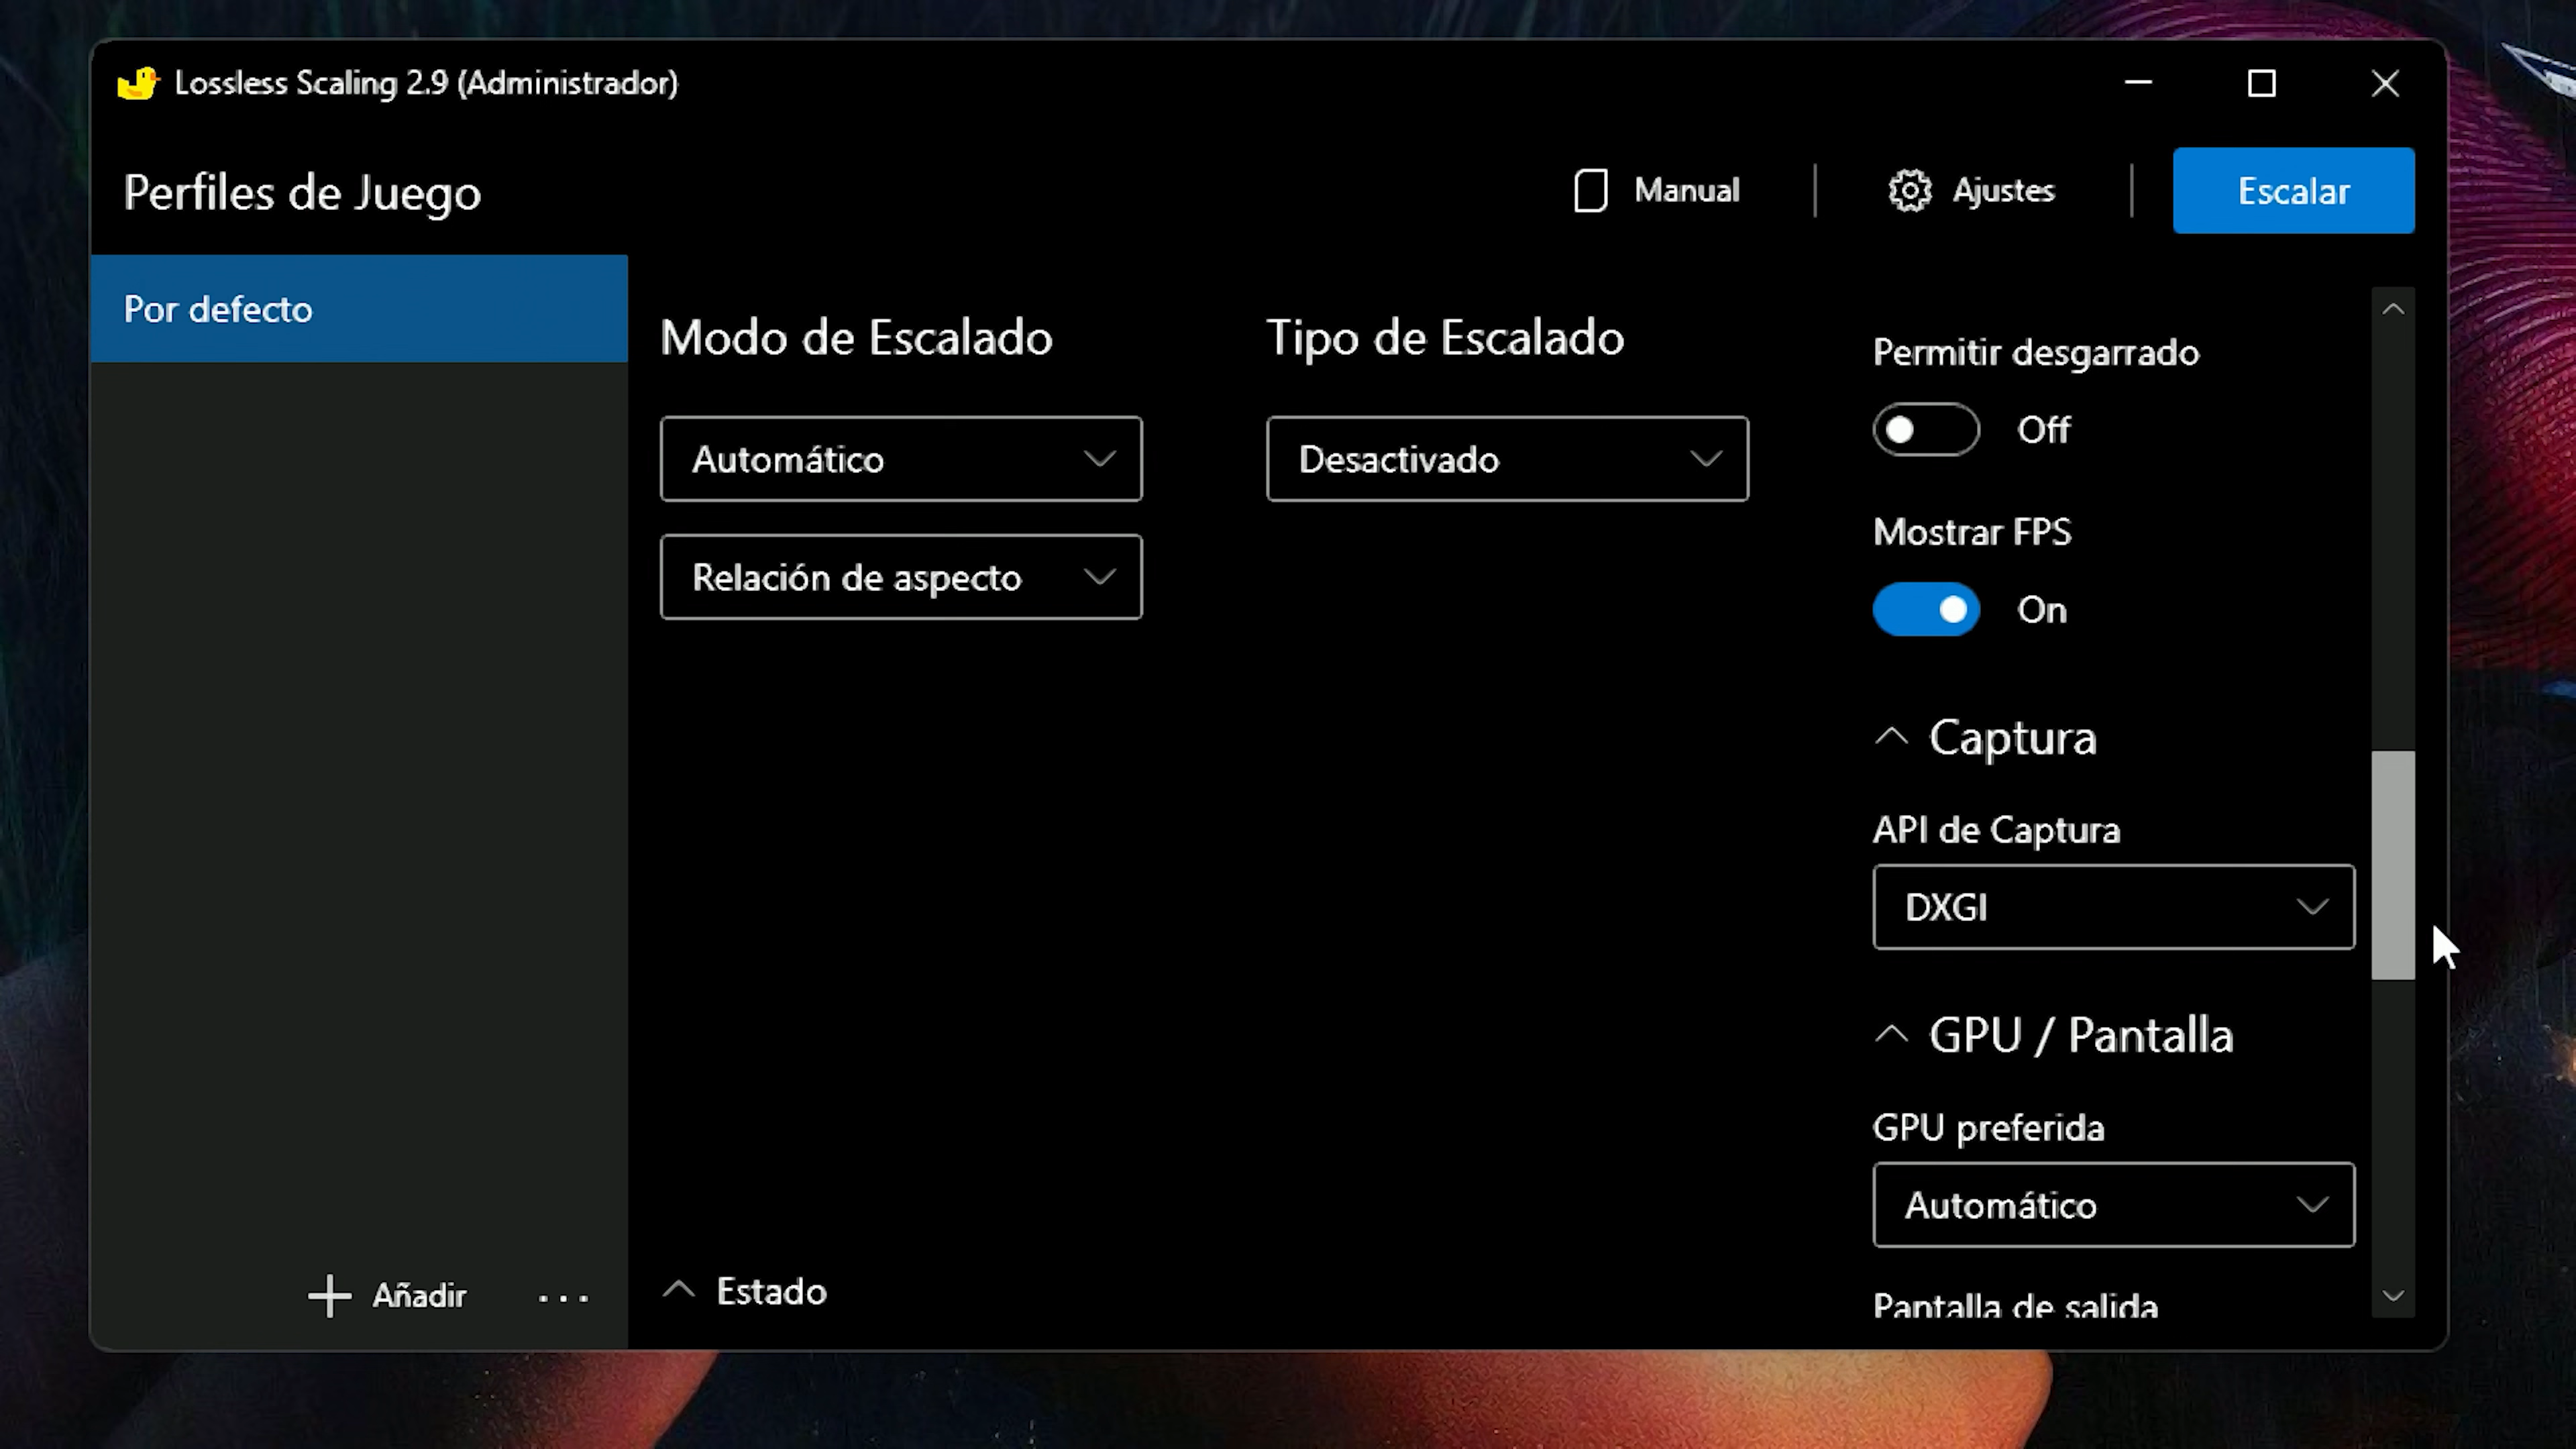 Lossless Scaling 2.9 (Administrador)
Perfiles de Juego
Manual
Ajustes
Escalar
Por defecto
Modo de Escalado
Automático
Relación de aspecto
Tipo de Escalado
Desactivado
Permitir desgarrado
Off
Mostrar FPS
On
Captura
API de Captura
DXGI
GPU / Pantalla
GPU preferida
Automático
Pantalla de salida
Añadir
...
Estado